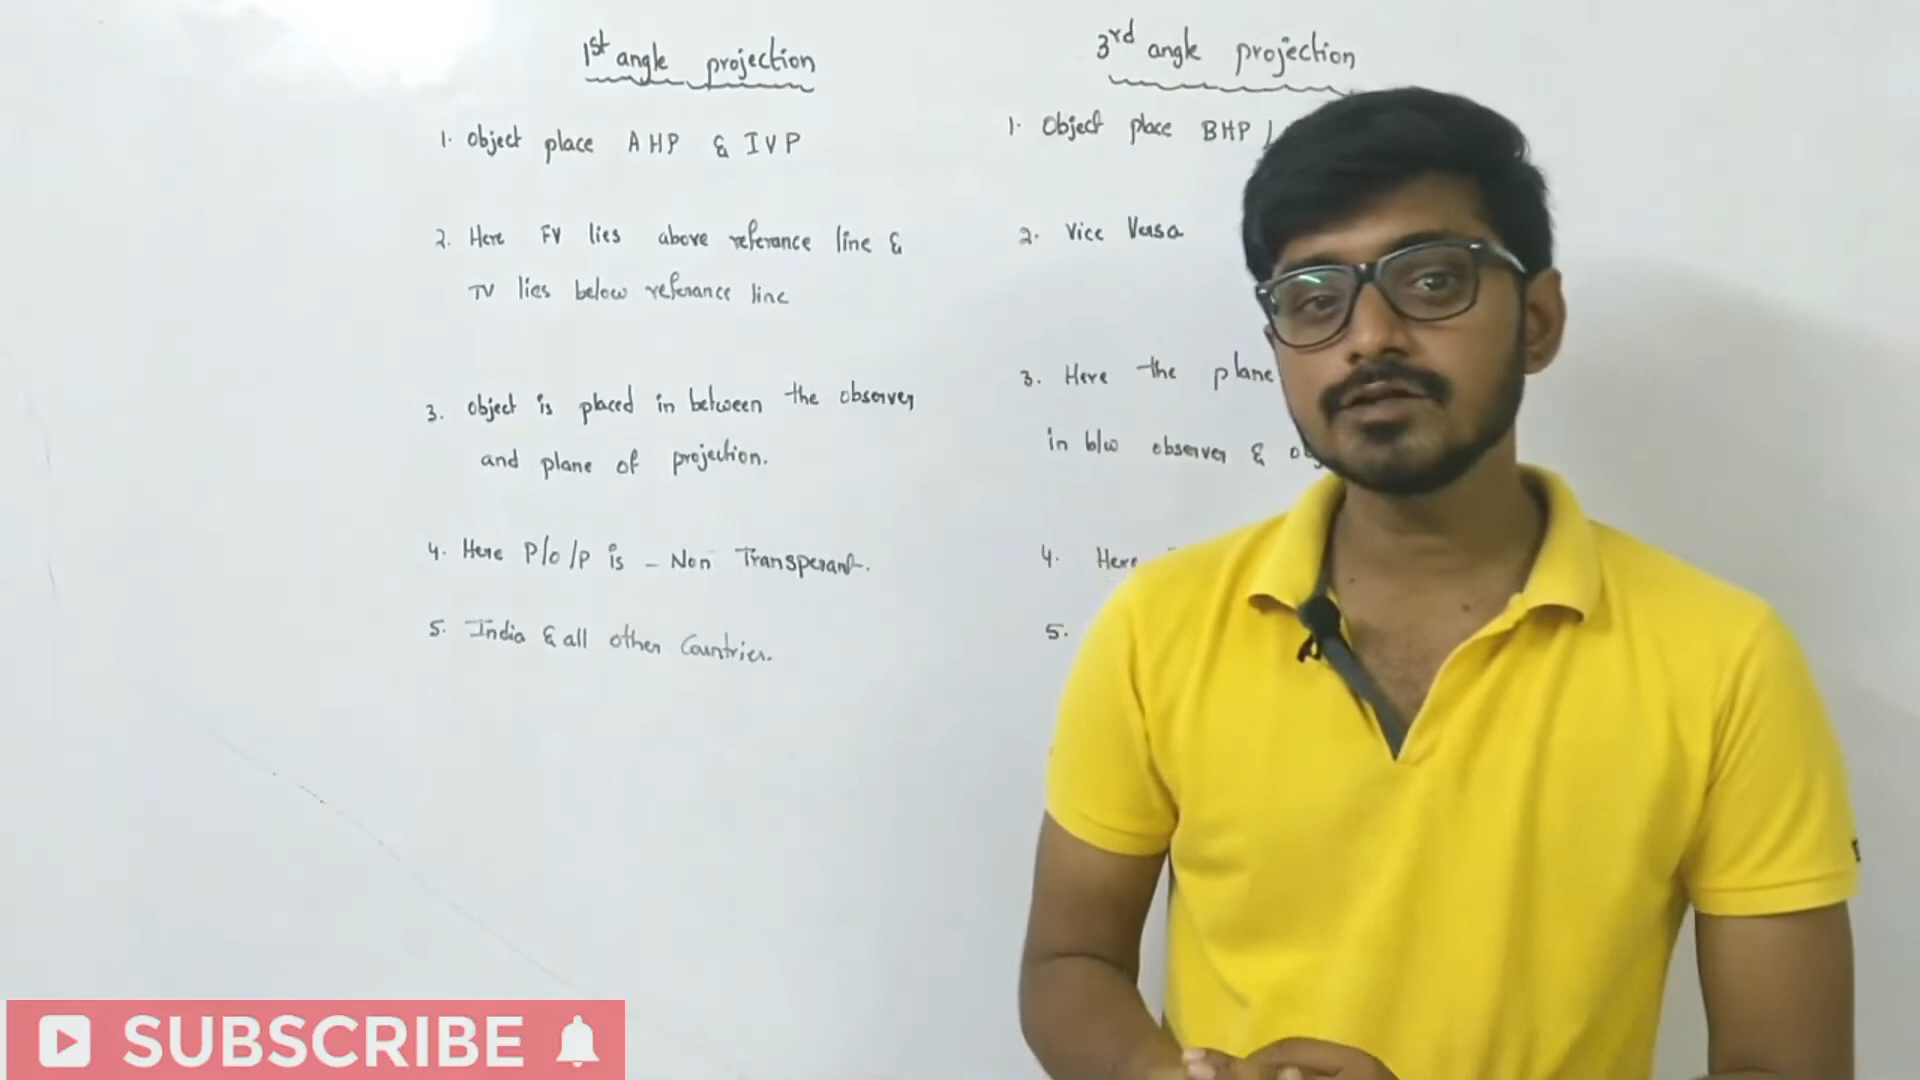 1st angle projection
1. Object place AHP & IVP
2. Here FV lies above referance line &
TV lies below referance line
3. object is placed in between the observer
and plane of projection.
4. Here P/O/P is - Non Transperant.
5. India & all other Countries.
3rd angle projection
1. Object place BHP
2. Vice Versa
3. Here the plane
in b/w observer &
4. Here
5.
SUBSCRIBE